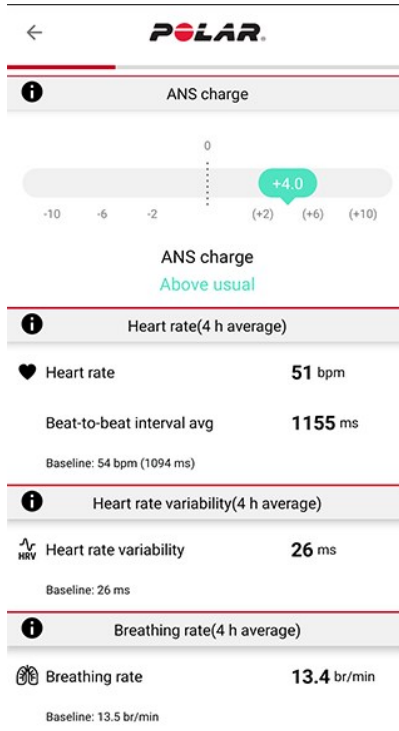 POLAR.
ANS charge
0
+4.0
-10 -6 -2 (+2) (+6) (+10)
ANS charge
Above usual
Heart rate(4 h average)
Heart rate 51 bpm
Beat-to-beat interval avg 1155 ms
Baseline: 54 bpm (1094 ms)
Heart rate variability(4 h average)
HRV Heart rate variability 26 ms
Baseline: 26 ms
Breathing rate(4 h average)
Breathing rate 13.4 br/min
Baseline: 13.5 br/min